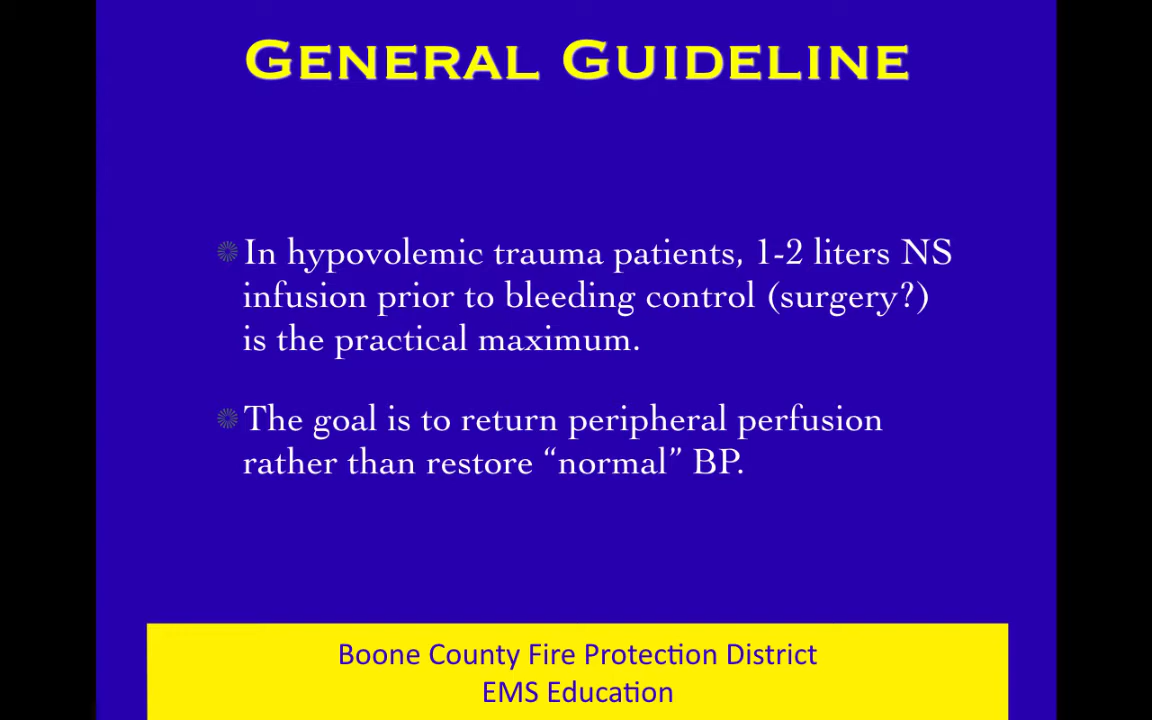 GENERAL GUIDELINE
In hypovolemic trauma patients, 1-2 liters NS
infusion prior to bleeding control (surgery?)
is the practical maximum.
The goal is to return peripheral perfusion
rather than restore “normal” BP.
Boone County Fire Protection District
EMS Education